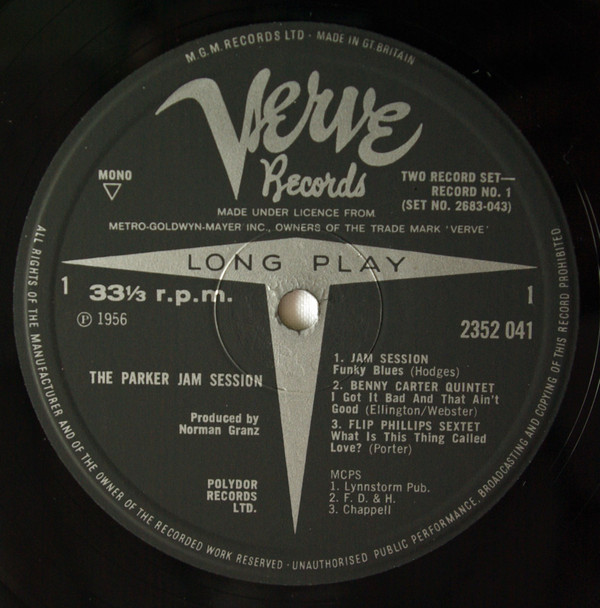 M.G.M. RECORDS LTD · MADE IN GT. BRITAIN
Verve
Records
MONO
TWO RECORD SET—
RECORD NO. 1
(SET NO. 2683-043)
MADE UNDER LICENCE FROM
METRO-GOLDWYN-MAYER INC., OWNERS OF THE TRADE MARK 'VERVE'
LONG PLAY
1 33⅓ r.p.m. 1
℗ 1956
2352 041
THE PARKER JAM SESSION
Produced by
Norman Granz
1. JAM SESSION
Funky Blues (Hodges)
2. BENNY CARTER QUINTET
I Got It Bad And That Ain't
Good (Ellington/Webster)
3. FLIP PHILLIPS SEXTET
What Is This Thing Called
Love? (Porter)
POLYDOR
RECORDS
LTD.
MCPS
1. Lynnstorm Pub.
2. F. D. & H.
3. Chappell
ALL RIGHTS OF THE MANUFACTURER AND OF THE OWNER OF THE RECORDED WORK RESERVED · UNAUTHORISED PUBLIC PERFORMANCE, BROADCASTING AND COPYING OF THIS RECORD PROHIBITED